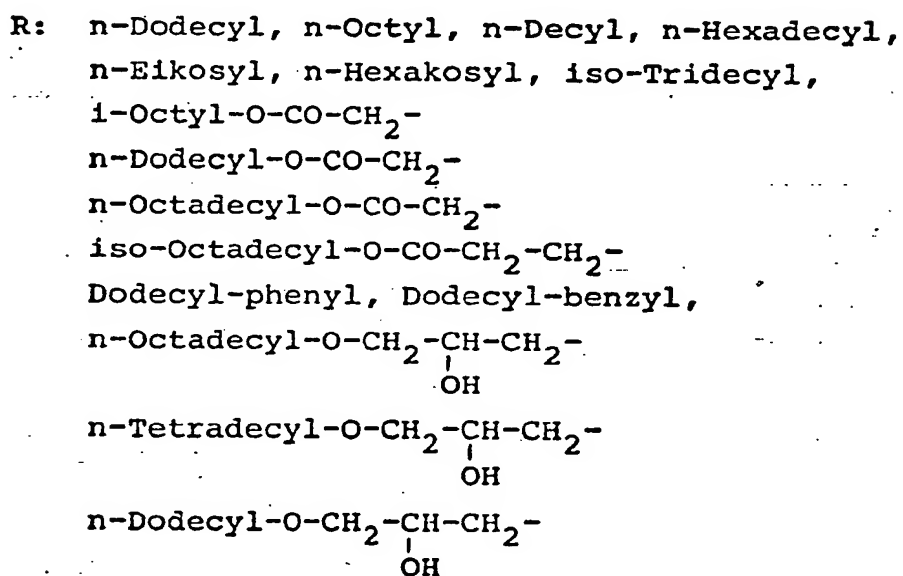 R: n-Dodecyl, n-Octyl, n-Decyl, n-Hexadecyl,
n-Eikosyl, n-Hexakosyl, iso-Tridecyl,
i-Octyl-O-CO-CH2-
n-Dodecyl-O-CO-CH2-
n-Octadecyl-O-CO-CH2-
iso-Octadecyl-O-CO-CH2-CH2-
Dodecyl-phenyl, Dodecyl-benzyl,
n-Octadecyl-O-CH2-CH-CH2-
OH
n-Tetradecyl-O-CH2-CH-CH2-
OH
n-Dodecyl-O-CH2-CH-CH2-
OH